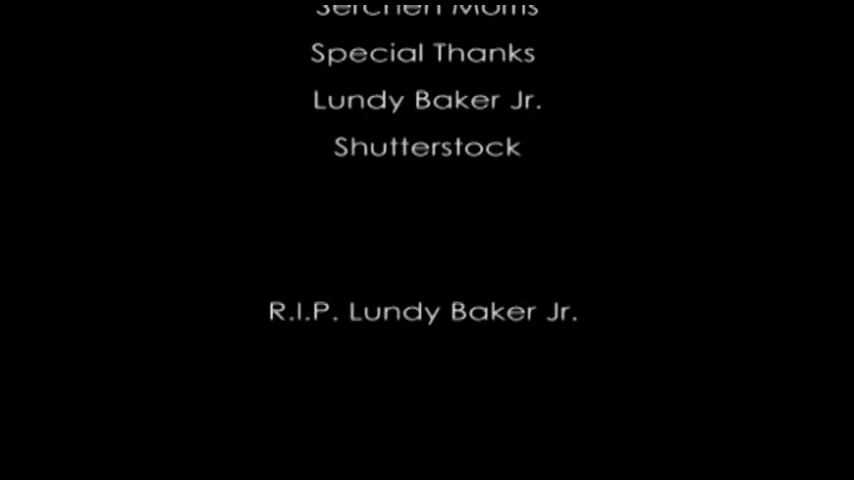 Special Thanks
Lundy Baker Jr.
Shutterstock
R.I.P. Lundy Baker Jr.